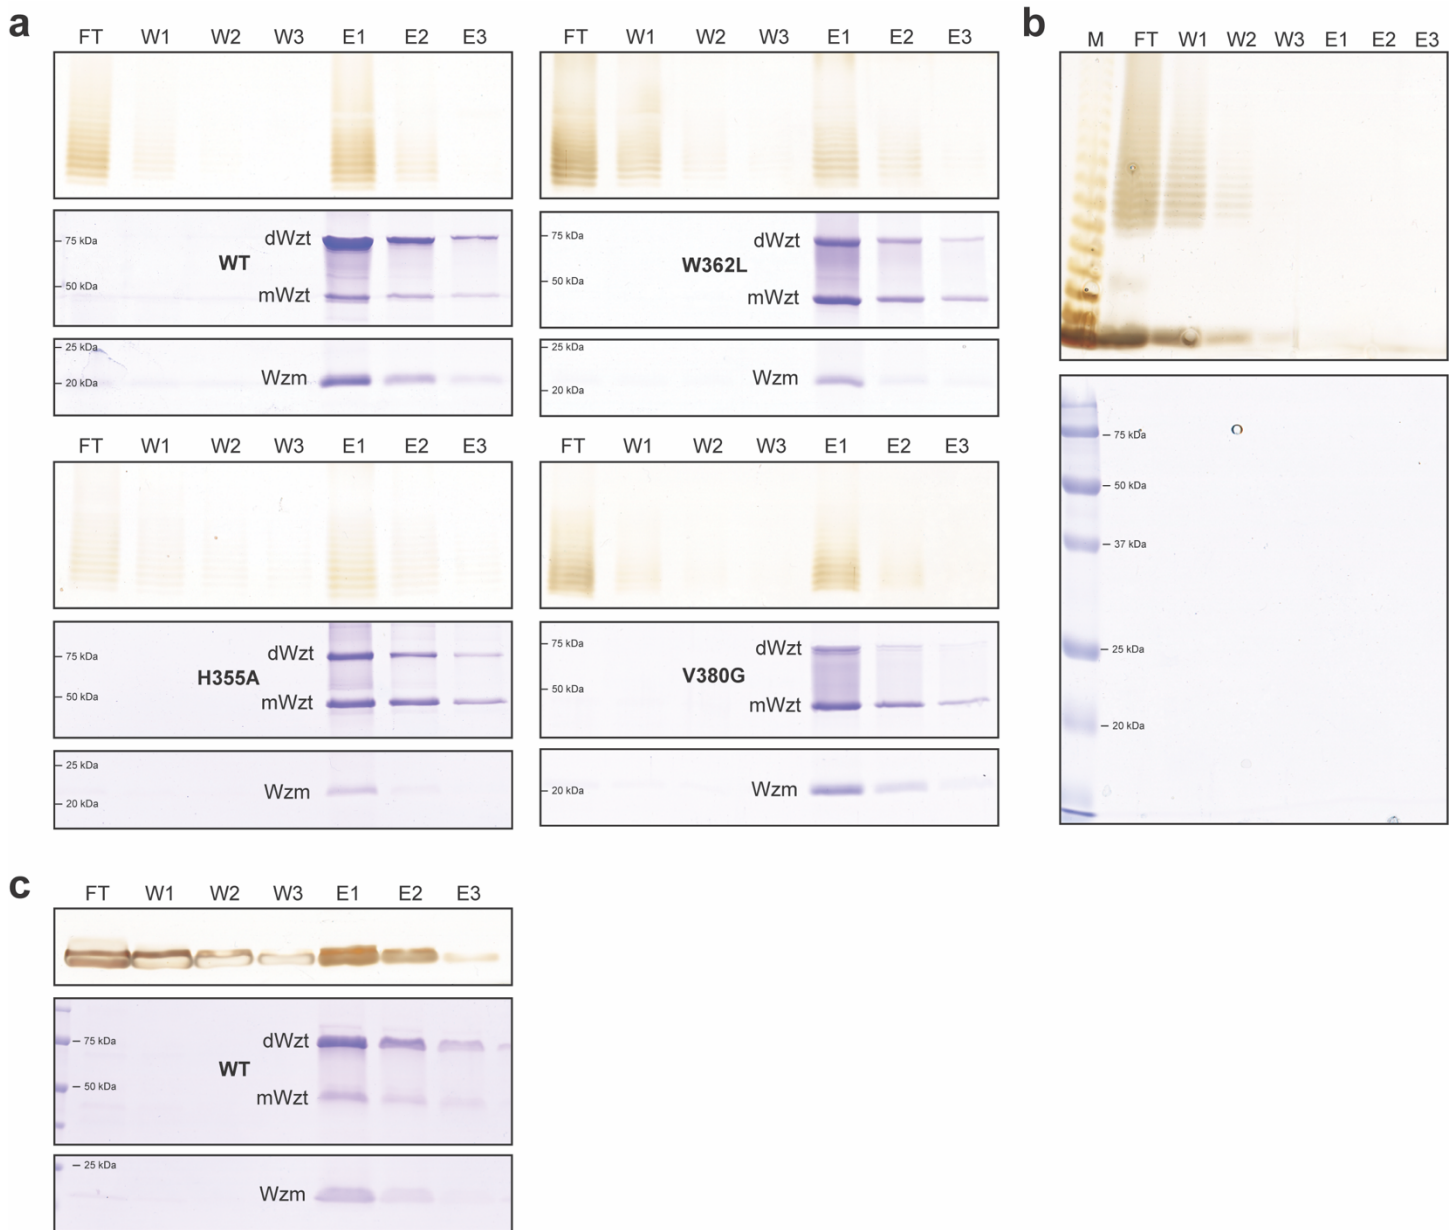 a
FT W1 W2 W3 E1 E2 E3
75 kDa
50 kDa
WT
dWzt
mWzt
25 kDa
20 kDa
Wzm
FT W1 W2 W3 E1 E2 E3
75 kDa
50 kDa
W362L
dWzt
mWzt
25 kDa
20 kDa
Wzm
FT W1 W2 W3 E1 E2 E3
75 kDa
50 kDa
H355A
dWzt
mWzt
25 kDa
20 kDa
Wzm
FT W1 W2 W3 E1 E2 E3
75 kDa
50 kDa
V380G
dWzt
mWzt
20 kDa
Wzm
b
M FT W1 W2 W3 E1 E2 E3
75 kDa
50 kDa
37 kDa
25 kDa
20 kDa
c
FT W1 W2 W3 E1 E2 E3
75 kDa
50 kDa
WT
dWzt
mWzt
25 kDa
Wzm